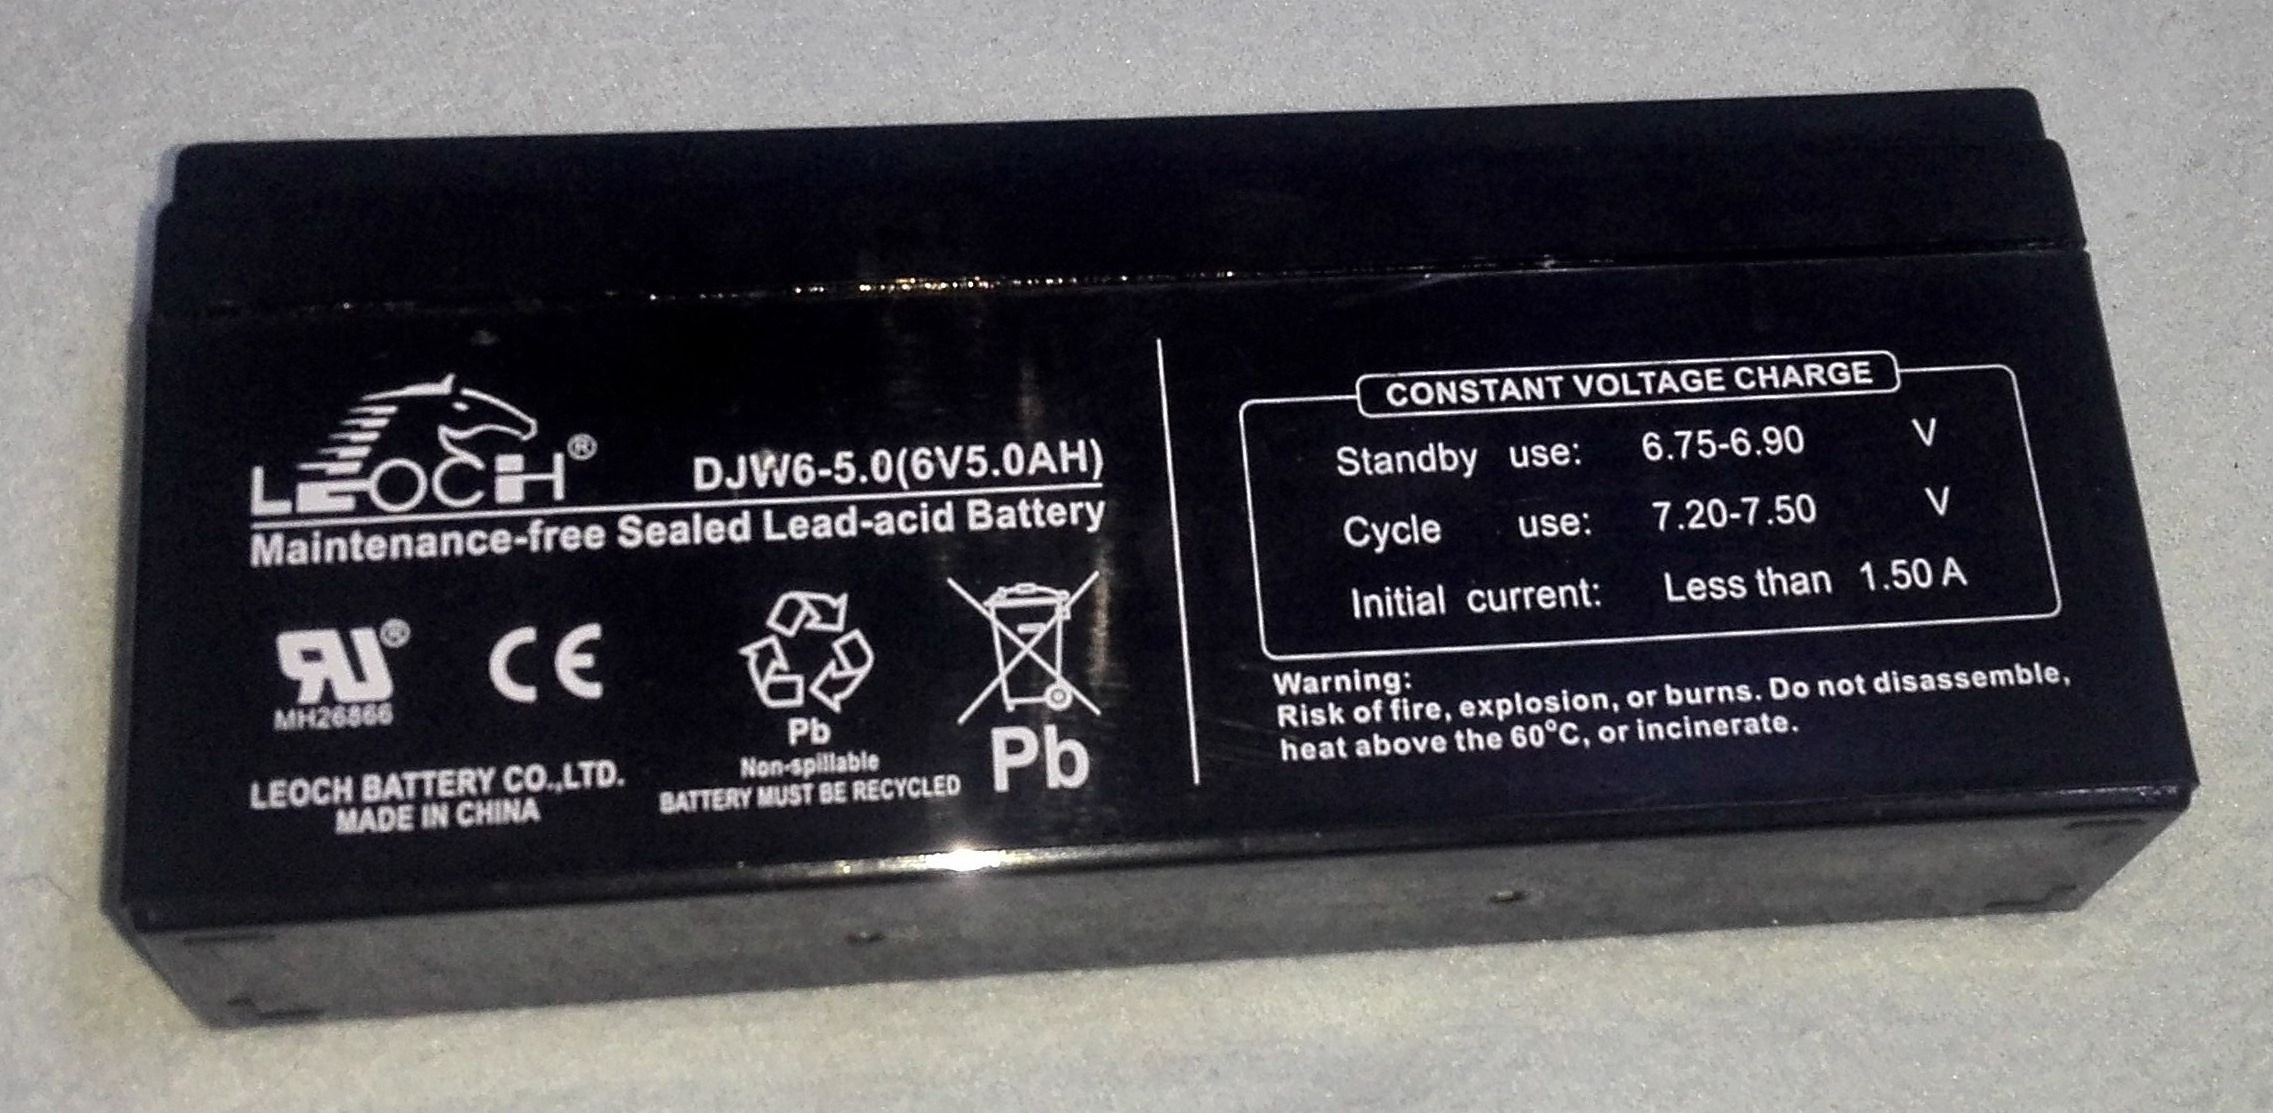 LEOCH®
DJW6-5.0(6V5.0AH)
Maintenance-free Sealed Lead-acid Battery
RU®
MH26866
CE
LEOCH BATTERY CO.,LTD.
MADE IN CHINA
Pb
Non-spillable
BATTERY MUST BE RECYCLED
Pb
CONSTANT VOLTAGE CHARGE
Standby use: 6.75-6.90 V
Cycle use: 7.20-7.50 V
Initial current: Less than 1.50 A
Warning:
Risk of fire, explosion, or burns. Do not disassemble,
heat above the 60°C, or incinerate.